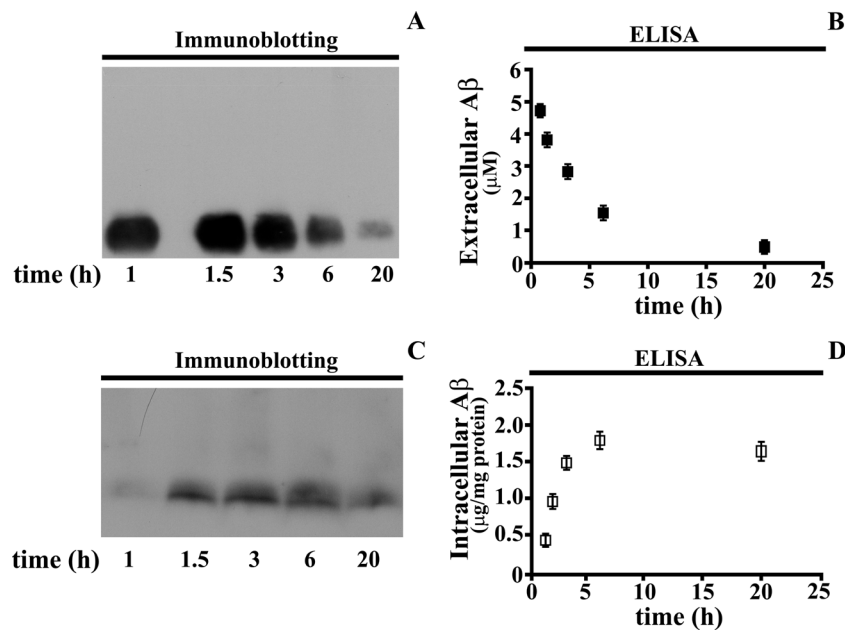 A
Immunoblotting
time (h) 1 1.5 3 6 20
B
ELISA
Extracellular Aβ
(μM)
6
5
4
3
2
1
0
0 5 10 15 20 25
time (h)
C
Immunoblotting
time (h) 1 1.5 3 6 20
D
ELISA
Intracellular Aβ
(μg/mg protein)
2.5
2.0
1.5
1.0
0.5
0
0 5 10 15 20 25
time (h)